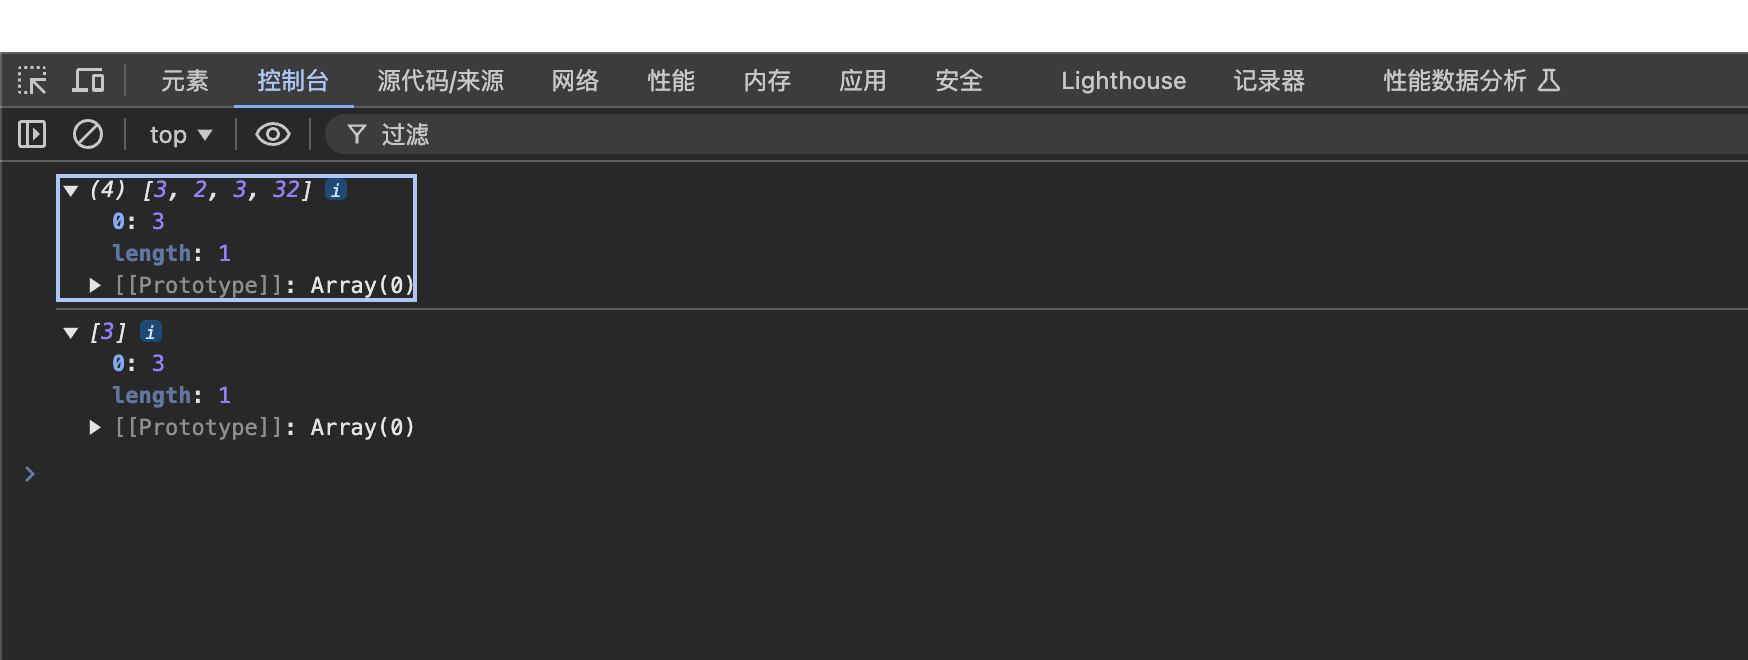 元素 控制台 源代码/来源 网络 性能 内存 应用 安全 Lighthouse 记录器 性能数据分析
top 过滤
(4) [3, 2, 3, 32] i
0: 3
length: 1
[[Prototype]]: Array(0)
[3] i
0: 3
length: 1
[[Prototype]]: Array(0)